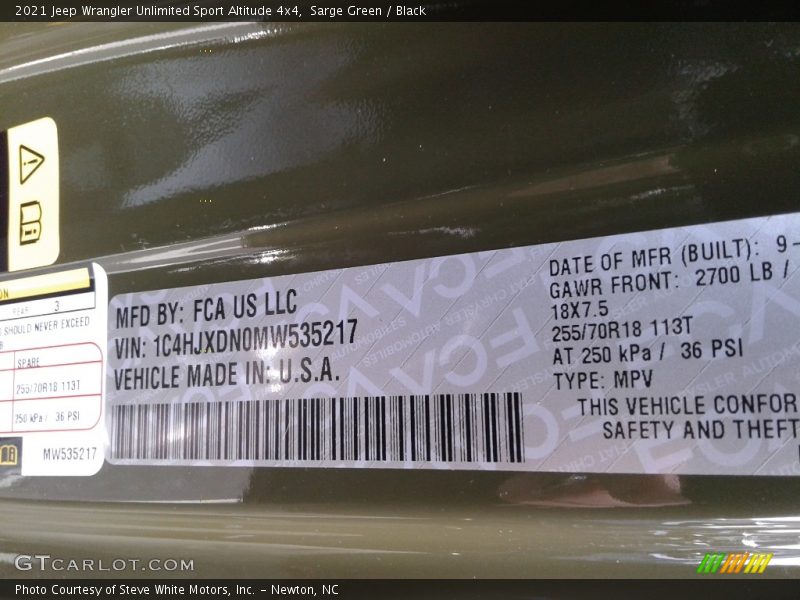 2021 Jeep Wrangler Unlimited Sport Altitude 4x4, Sarge Green / Black
REAR 3
SHOULD NEVER EXCEED
SPARE
255/70R18 113T
250 kPa / 36 PSI
MW535217
MFD BY: FCA US LLC
VIN: 1C4HJXDN0MW535217
VEHICLE MADE IN: U.S.A.
DATE OF MFR (BUILT): 9-
GAWR FRONT: 2700 LB /
18X7.5
255/70R18 113T
AT 250 kPa / 36 PSI
TYPE: MPV
THIS VEHICLE CONFOR
SAFETY AND THEFT
GTCARLOT.COM
Photo Courtesy of Steve White Motors, Inc. – Newton, NC